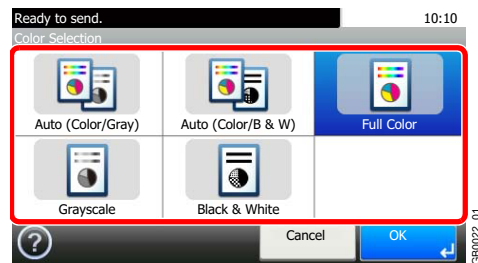 Ready to send. 10:10
Color Selection
Auto (Color/Gray) Auto (Color/B & W) Full Color
Grayscale Black & White
? Cancel OK
GB0022_01